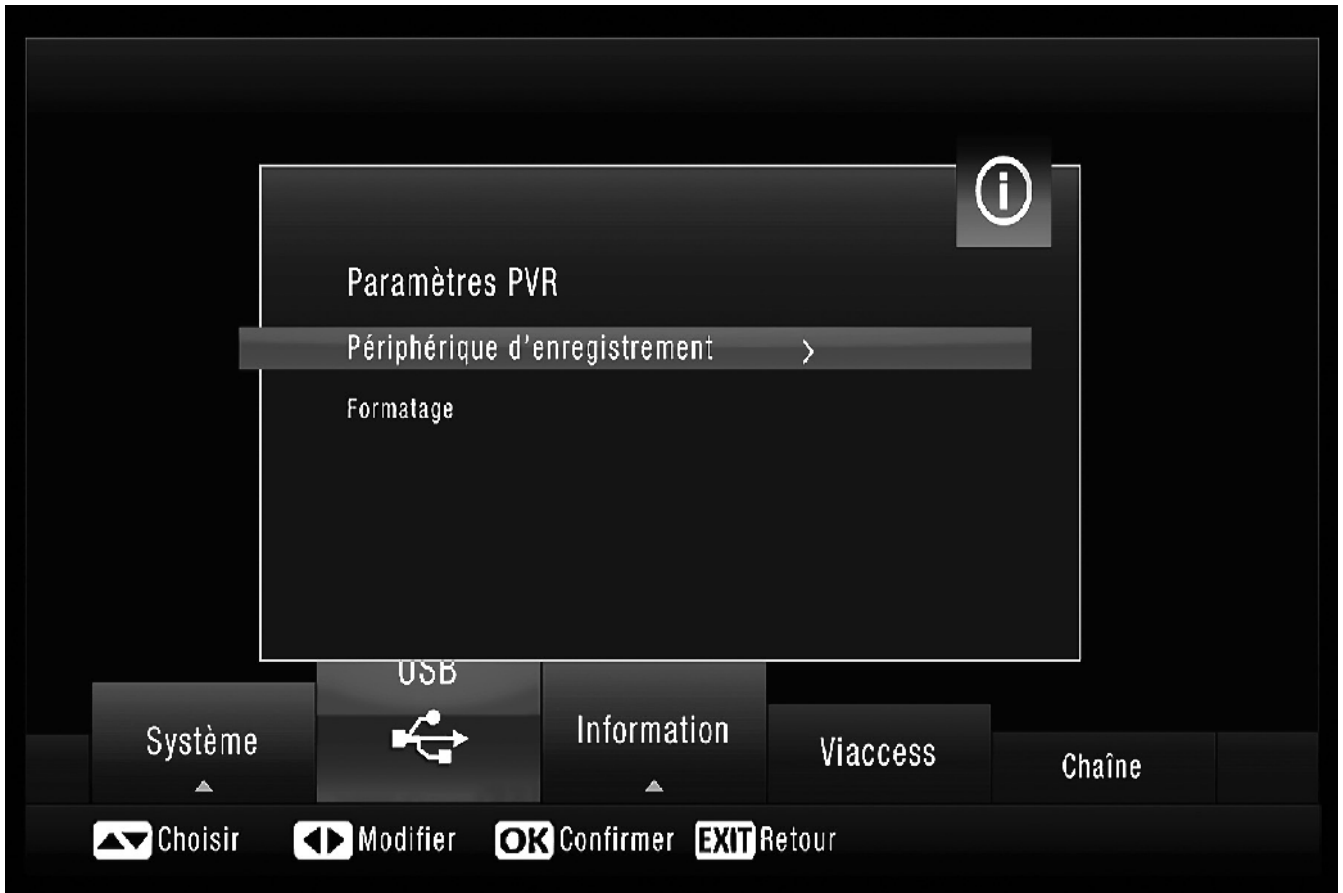 Paramètres PVR
Périphérique d'enregistrement >
Formatage
USB
Système
Information
Viaccess
Chaîne
Choisir Modifier OK Confirmer EXIT Retour